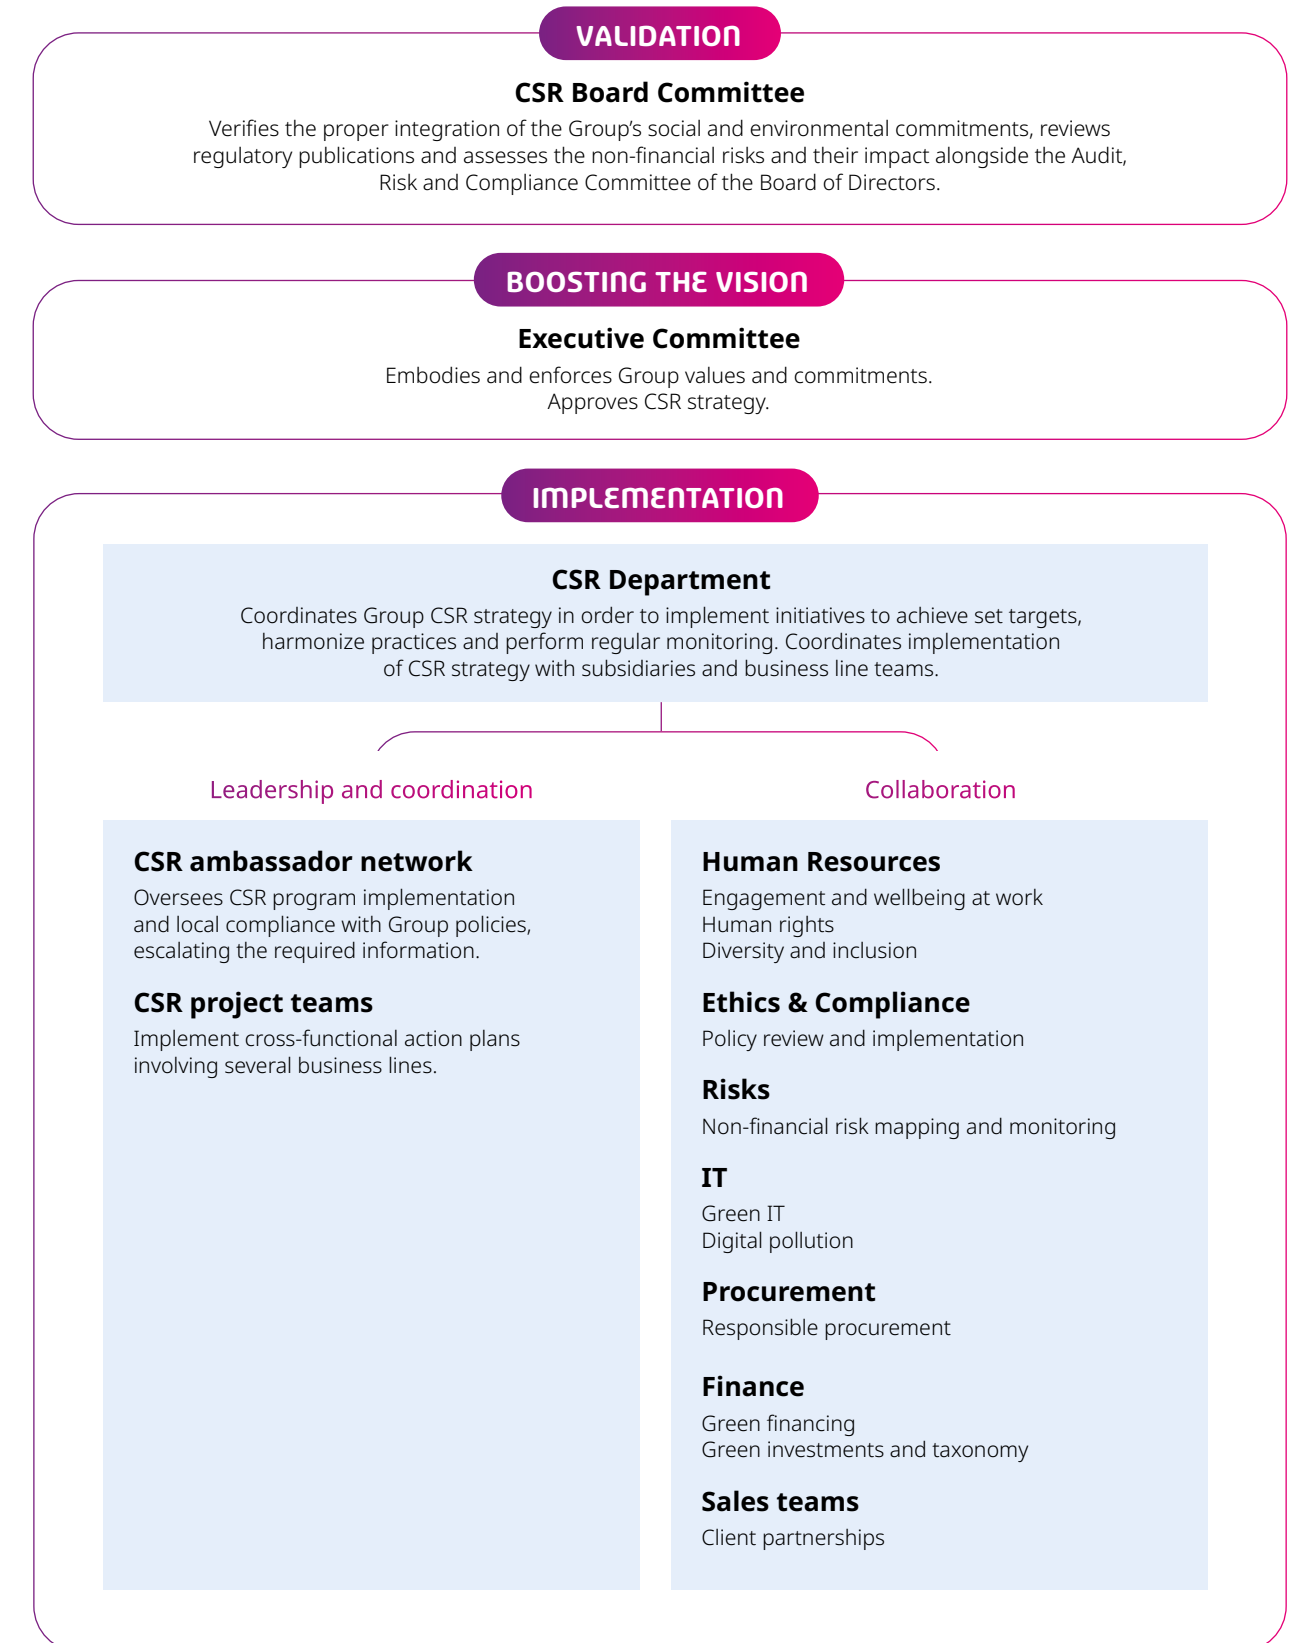 VALIDATION
CSR Board Committee
Verifies the proper integration of the Group’s social and environmental commitments, reviews
regulatory publications and assesses the non-financial risks and their impact alongside the Audit,
Risk and Compliance Committee of the Board of Directors.
BOOSTING THE VISION
Executive Committee
Embodies and enforces Group values and commitments.
Approves CSR strategy.
IMPLEMENTATION
CSR Department
Coordinates Group CSR strategy in order to implement initiatives to achieve set targets,
harmonize practices and perform regular monitoring. Coordinates implementation
of CSR strategy with subsidiaries and business line teams.
Leadership and coordination
CSR ambassador network
Oversees CSR program implementation
and local compliance with Group policies,
escalating the required information.
CSR project teams
Implement cross-functional action plans
involving several business lines.
Collaboration
Human Resources
Engagement and wellbeing at work
Human rights
Diversity and inclusion
Ethics & Compliance
Policy review and implementation
Risks
Non-financial risk mapping and monitoring
IT
Green IT
Digital pollution
Procurement
Responsible procurement
Finance
Green financing
Green investments and taxonomy
Sales teams
Client partnerships